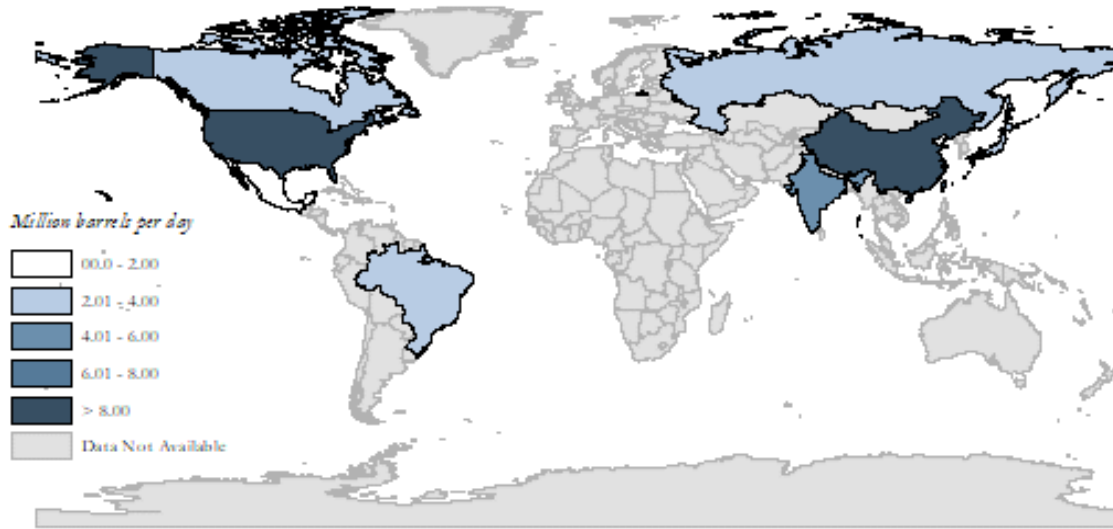 Million barrels per day
00.0 - 2.00
2.01 - 4.00
4.01 - 6.00
6.01 - 8.00
> 8.00
Data Not Available